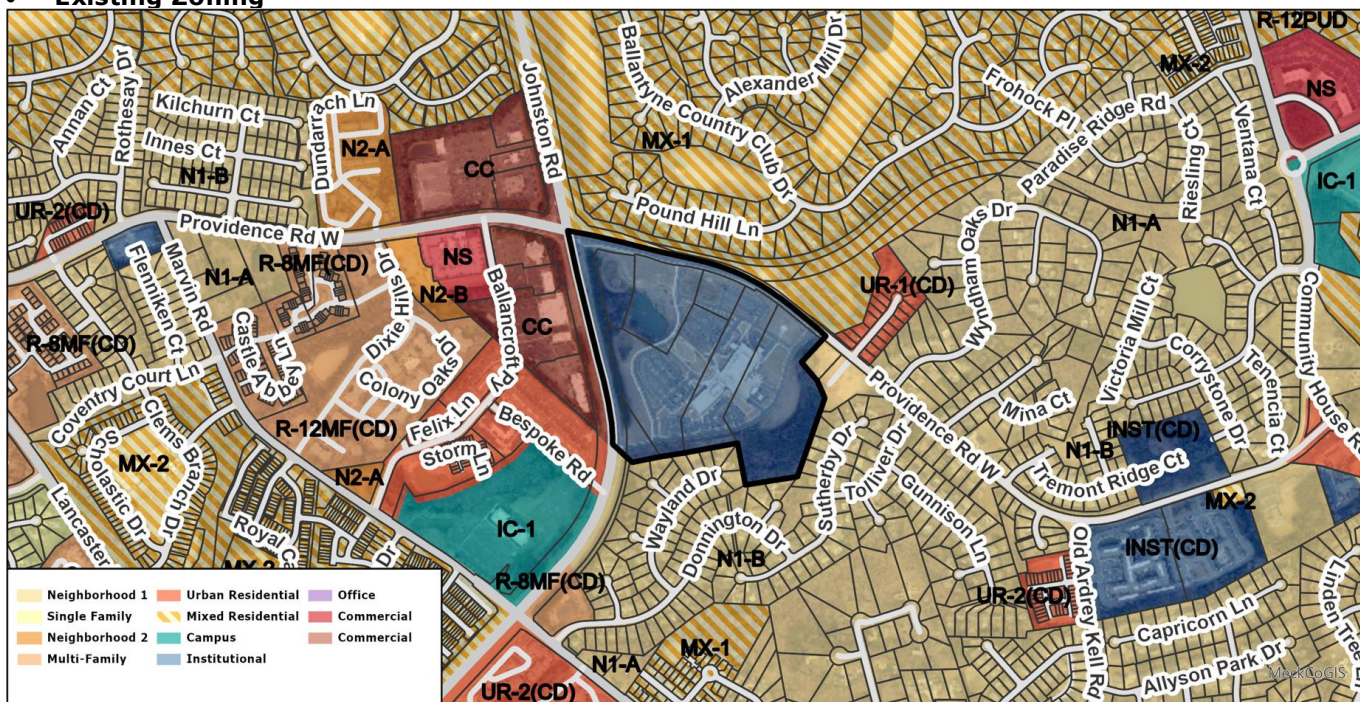 • Existing Zoning
R-12PUD
Annan Ct
Rothesay Dr
Kilchurn Ct
Innes Ct
N1-B
Dundarrach Ln
N2-A
CC
Johnston Rd
Ballantyne Country Club Dr
Alexander Mill Dr
MX-1
Pound Hill Ln
Frohock Pl
Paradise Ridge Rd
MX-2
NS
Riesling Ct
Ventana Ct
IC-1
N1-A
UR-2(CD)
Providence Rd W
Flenniken Ct
Marvin Rd
N1-A
R-8MF(CD)
Dixie Hills Dr
N2-B
NS
Ballancroft Py
CC
UR-1(CD)
Wyndham Oaks Dr
Victoria Mill Ct
Corrystone Dr
Tenencia Ct
Community House Rd
R-8MF(CD)
Castle Abbey Ln
Colony Oaks Dr
Coventry Court Ln
Clems Branch Dr
Scholastic Dr
MX-2
R-12MF(CD)
Felix Ln
Storm Ln
Bespoke Rd
N2-A
IC-1
R-8MF(CD)
Lancaster
MX-2
Dr
Providence Rd W
Mina Ct
N1-B
Tremont Ridge Ct
INST(CD)
MX-2
INST(CD)
Wayland Dr
Donnington Dr
N1-B
Sutherby Dr
Tolliver Dr
Gunnison Ln
Old Ardrey Kell Rd
UR-2(CD)
Capricorn Ln
Allyson Park Dr
Linden Tree
N1-A
MX-1
UR-2(CD)
Neighborhood 1
Single Family
Neighborhood 2
Multi-Family
Urban Residential
Mixed Residential
Campus
Institutional
Office
Commercial
Commercial
MeckCoGIS